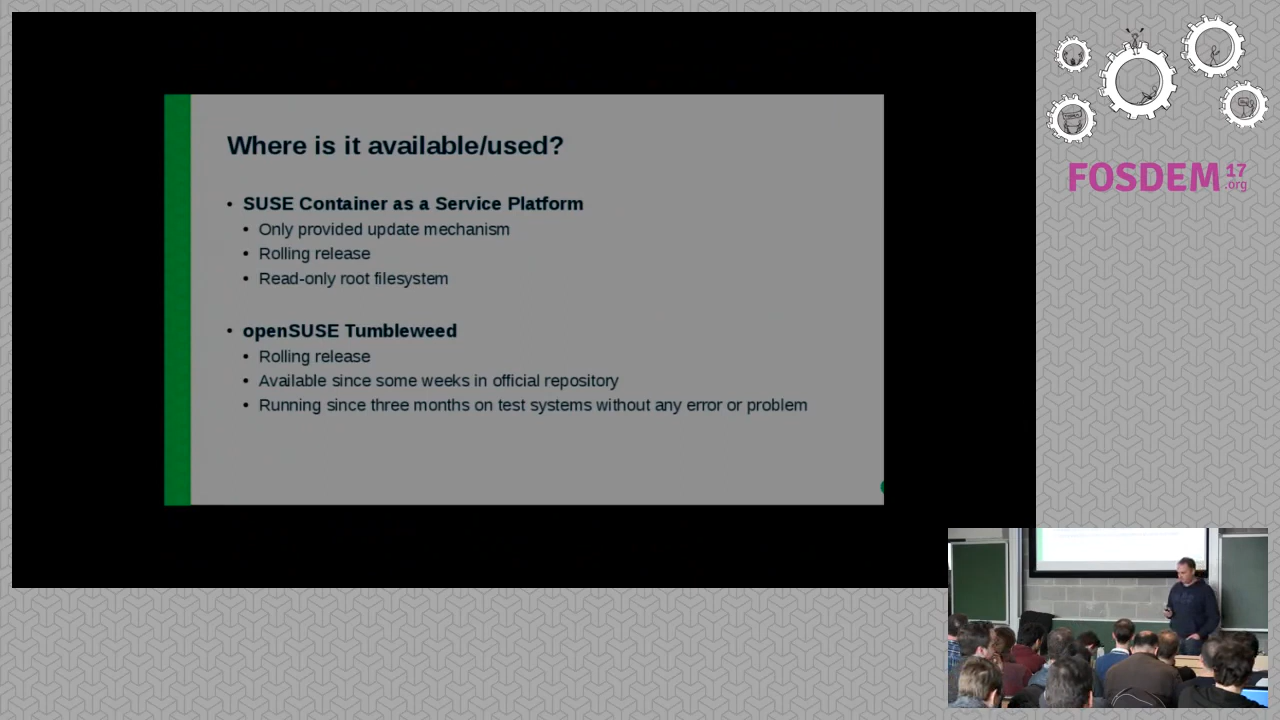 Where is it available/used?
• SUSE Container as a Service Platform
• Only provided update mechanism
• Rolling release
• Read-only root filesystem
• openSUSE Tumbleweed
• Rolling release
• Available since some weeks in official repository
• Running since three months on test systems without any error or problem
FOSDEM 17
.org